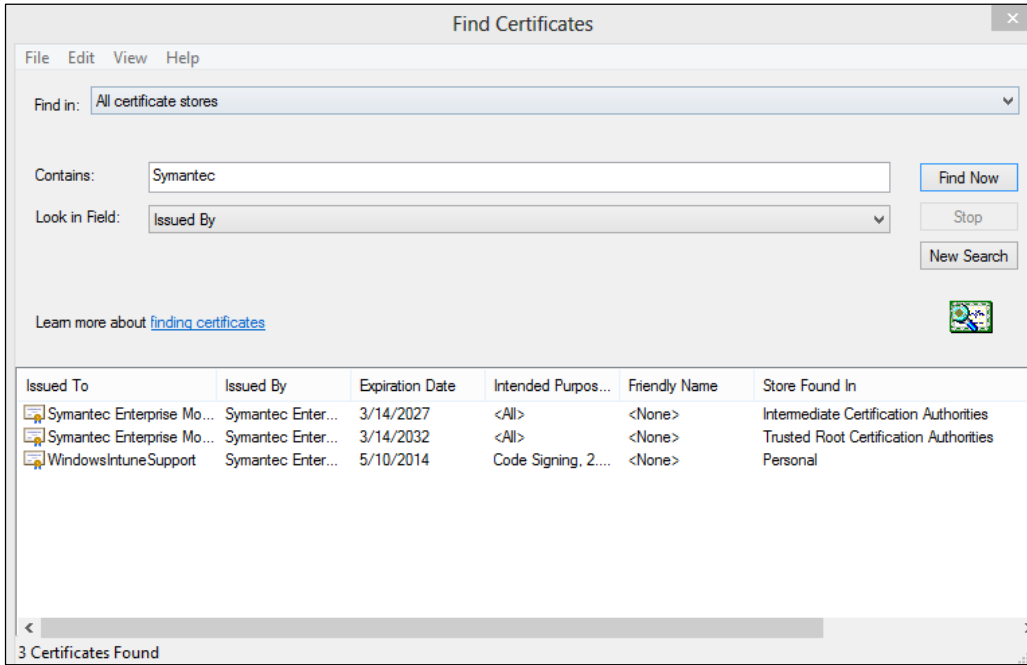 Find Certificates
File Edit View Help
Find in: All certificate stores
Contains: Symantec Find Now
Look in Field: Issued By Stop
New Search
Learn more about finding certificates
Issued To Issued By Expiration Date Intended Purpos... Friendly Name Store Found In
Symantec Enterprise Mo... Symantec Enter... 3/14/2027 <All> <None> Intermediate Certification Authorities
Symantec Enterprise Mo... Symantec Enter... 3/14/2032 <All> <None> Trusted Root Certification Authorities
WindowsIntuneSupport Symantec Enter... 5/10/2014 Code Signing, 2.... <None> Personal
3 Certificates Found